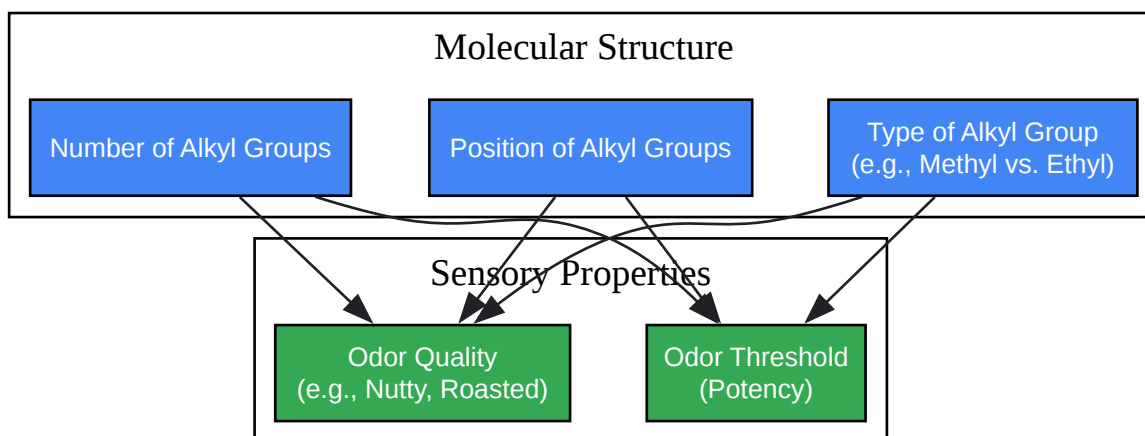 Molecular Structure
Number of Alkyl Groups
Position of Alkyl Groups
Type of Alkyl Group
(e.g., Methyl vs. Ethyl)
Sensory Properties
Odor Quality
(e.g., Nutty, Roasted)
Odor Threshold
(Potency)